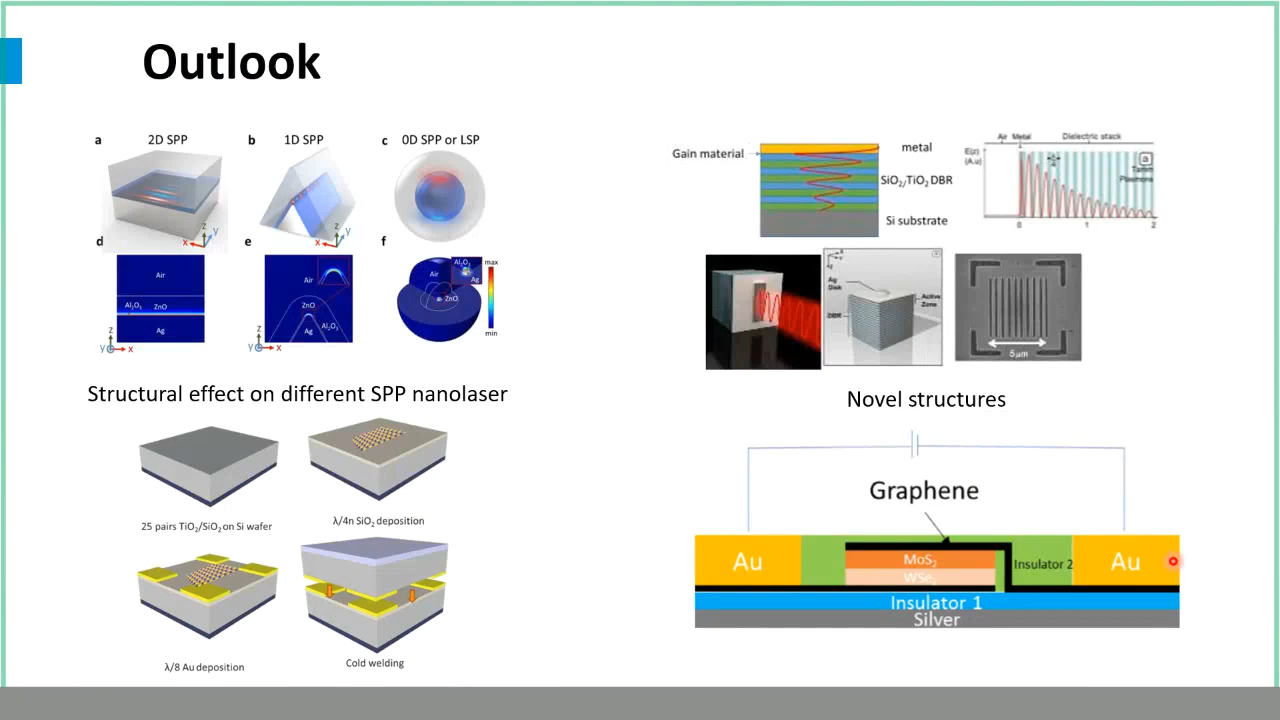 Outlook
a 2D SPP b 1D SPP c 0D SPP or LSP
z
y
x
z
y
x
d e f
Air
Al₂O₃ ZnO
Ag
z
y x
Air
ZnO
Ag Al₂O₃
z
y x
Al₂O₃
Air
Ag
ZnO
max
min
Structural effect on different SPP nanolaser
25 pairs TiO₂/SiO₂ on Si wafer
λ/4n SiO₂ deposition
λ/8 Au deposition
Cold welding
Gain material
metal
SiO₂/TiO₂ DBR
Si substrate
Air Metal Dielectric stack
E(z)
(A.u)
a
Tamm
Plasmons
0 1 2
Ag
Disk
Active
Zone
DBR
5 μm
Novel structures
Graphene
Au
MoS₂
WSe₂
Insulator 2
Au
Insulator 1
Silver